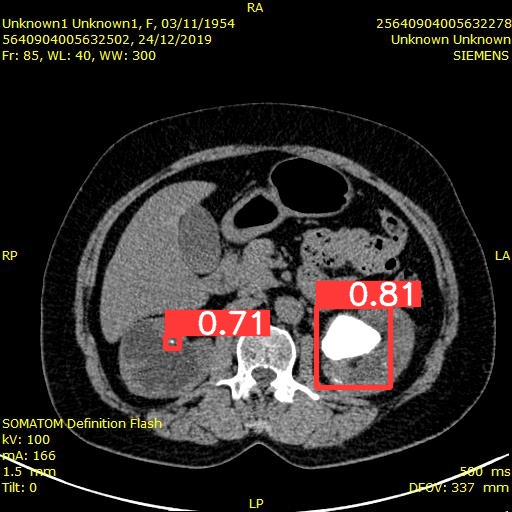 RA
Unknown1 Unknown1, F, 03/11/1954
5640904005632502, 24/12/2019
Fr: 85, WL: 40, WW: 300
25640904005632278
Unknown Unknown
SIEMENS
RP
LA
0.81
0.71
SOMATOM Definition Flash
kV: 100
mA: 166
1.5 mm
Tilt: 0
500 mm
DFOV: 337 mm
LP